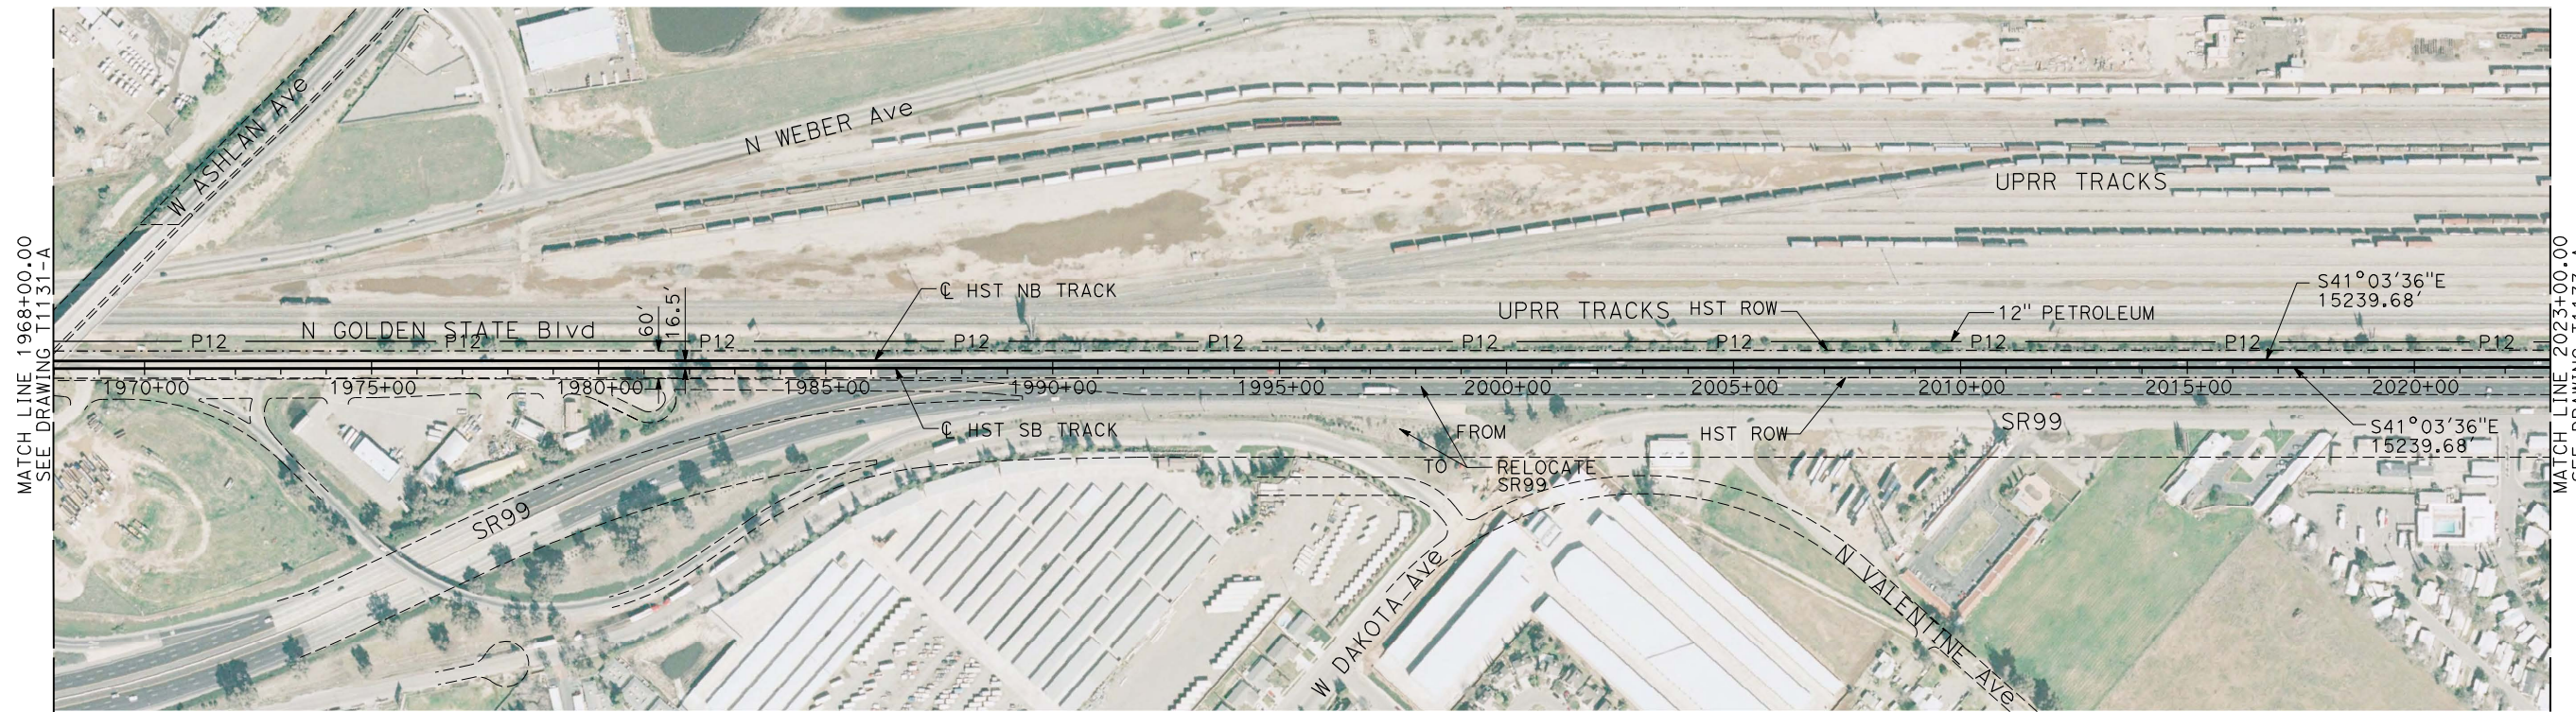 MATCH LINE 1968+00.00
SEE DRAWING T1131-A
W ASHLAN Ave
N WEBER Ave
UPRR TRACKS
S41°03'36"E
15239.68'
℄ HST NB TRACK
60'
16.5'
UPRR TRACKS
HST ROW
12" PETROLEUM
N GOLDEN STATE Blvd
P12 P12 P12 P12 P12 P12 P12 P12 P12 P12
1970+00 1975+00 1980+00 1985+00 1990+00 1995+00 2000+00 2005+00 2010+00 2015+00 2020+00
℄ HST SB TRACK
FROM
TO
RELOCATE
SR99
HST ROW
SR99
S41°03'36"E
15239.68'
SR99
W DAKOTA Ave
N VALENTINE Ave
MATCH LINE 2023+00.00